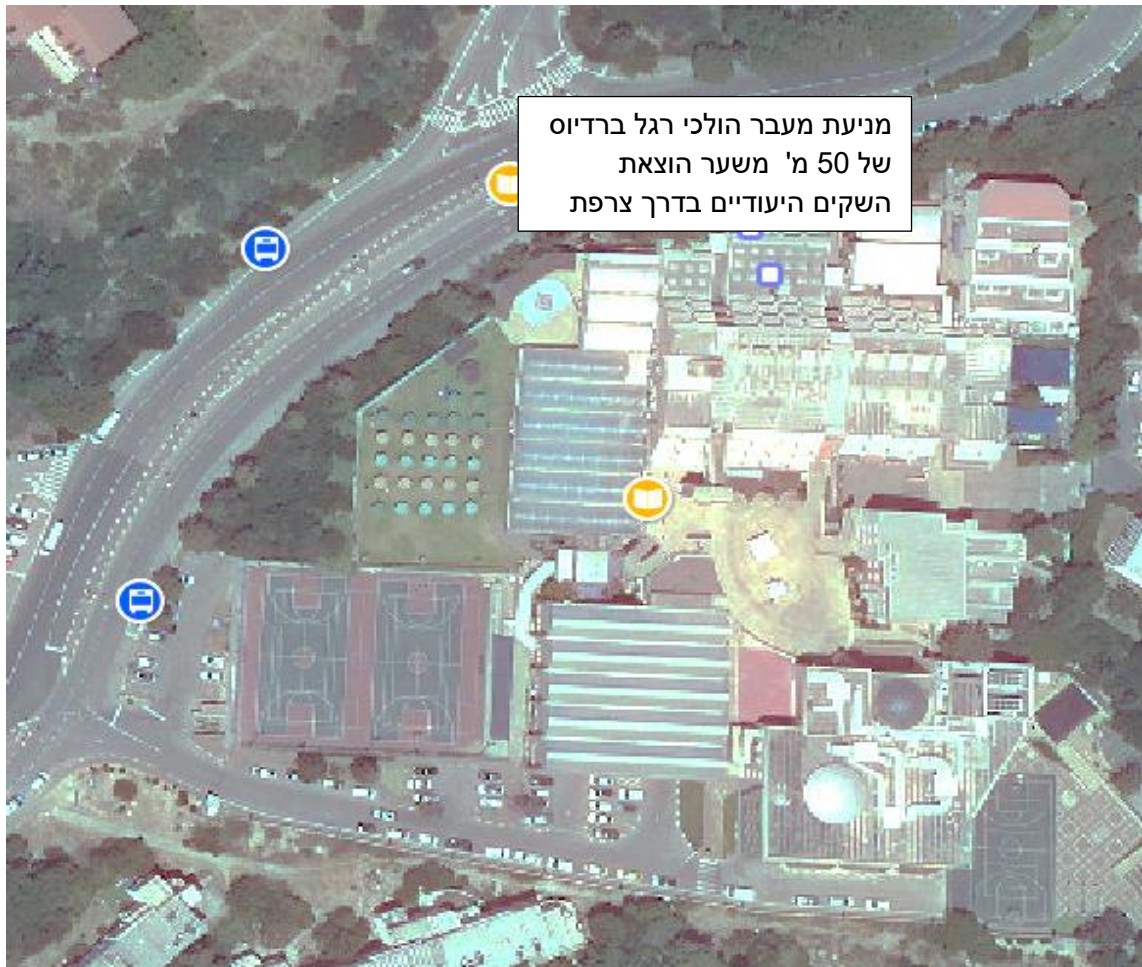 מניעת מעבר הולכי רגל ברדיוס
של 50 מ' משער הוצאת
השקים היעודיים בדרך צרפת